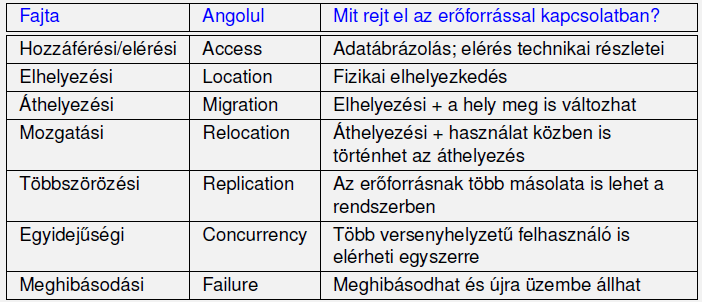 Fajta Angolul Mit rejt el az erőforrással kapcsolatban?
Hozzáférési/elérési Access Adatábrázolás; elérés technikai részletei
Elhelyezési Location Fizikai elhelyezkedés
Áthelyezési Migration Elhelyezési + a hely meg is változhat
Mozgatási Relocation Áthelyezési + használat közben is
történhet az áthelyezés
Többszörözési Replication Az erőforrásnak több másolata is lehet a
rendszerben
Egyidejűségi Concurrency Több versenyhelyzetű felhasználó is
elérheti egyszerre
Meghibásodási Failure Meghibásodhat és újra üzembe állhat